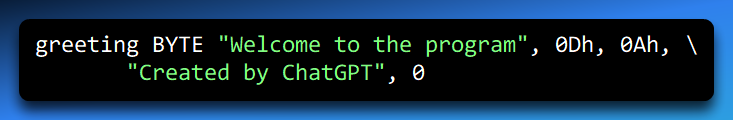 greeting BYTE "Welcome to the program", 0Dh, 0Ah, \
"Created by ChatGPT", 0